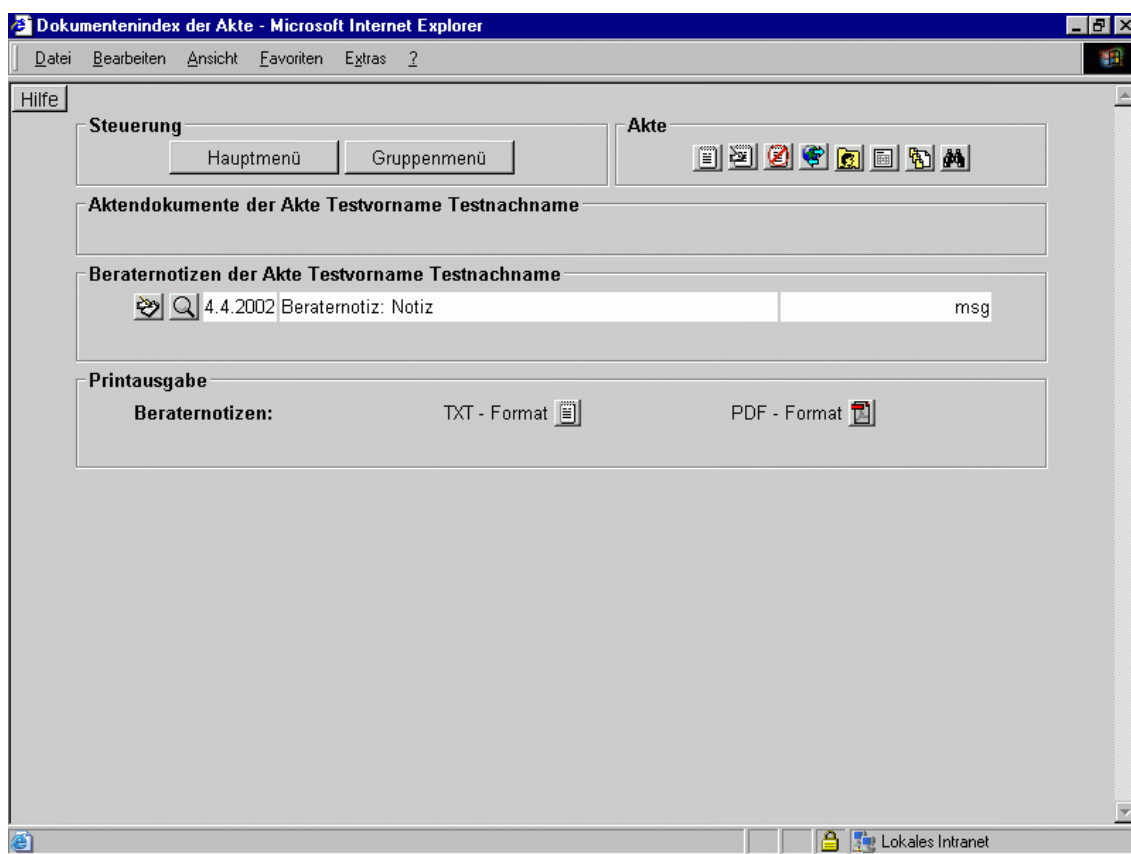 Dokumentenindex der Akte - Microsoft Internet Explorer
Datei Bearbeiten Ansicht Favoriten Extras ?
Hilfe
Steuerung
Hauptmenü Gruppenmenü
Akte
Aktendokumente der Akte Testvorname Testnachname
Beraternotizen der Akte Testvorname Testnachname
4.4.2002 Beraternotiz: Notiz msg
Printausgabe
Beraternotizen: TXT - Format PDF - Format
Lokales Intranet